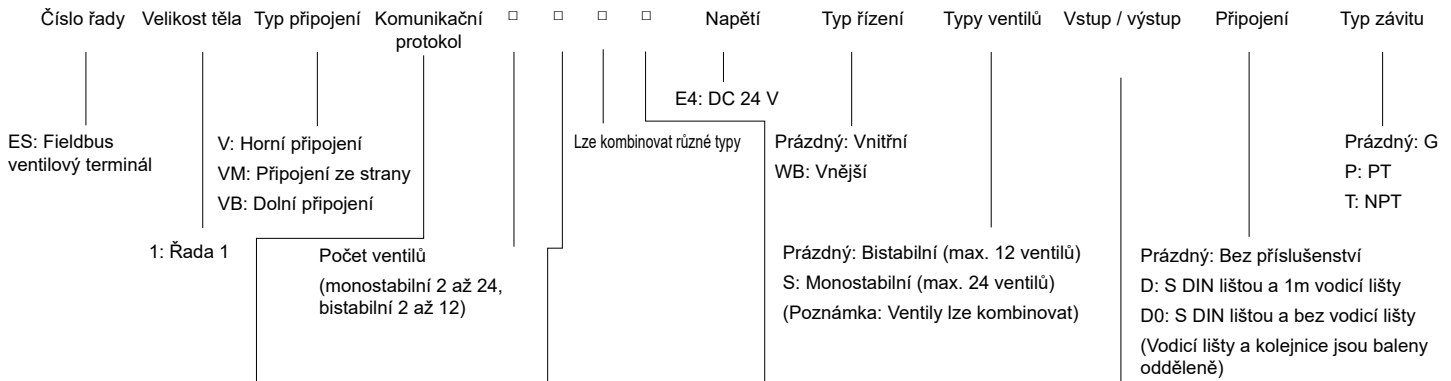 Číslo řady
Velikost těla
Typ připojení
Komunikační
protokol
□
□
□
□
Napětí
Typ řízení
Typy ventilů
Vstup / výstup
Připojení
Typ závitu
ES: Fieldbus
ventilový terminál
1: Řada 1
V: Horní připojení
VM: Připojení ze strany
VB: Dolní připojení
Počet ventilů
(monostabilní 2 až 24,
bistabilní 2 až 12)
Lze kombinovat různé typy
E4: DC 24 V
Prázdný: Vnitřní
WB: Vnější
Prázdný: Bistabilní (max. 12 ventilů)
S: Monostabilní (max. 24 ventilů)
(Poznámka: Ventily lze kombinovat)
Prázdný: Bez příslušenství
D: S DIN lištou a 1m vodicí lišty
D0: S DIN lištou a bez vodicí lišty
(Vodicí lišty a kolejnice jsou baleny
odděleně)
Prázdný: G
P: PT
T: NPT